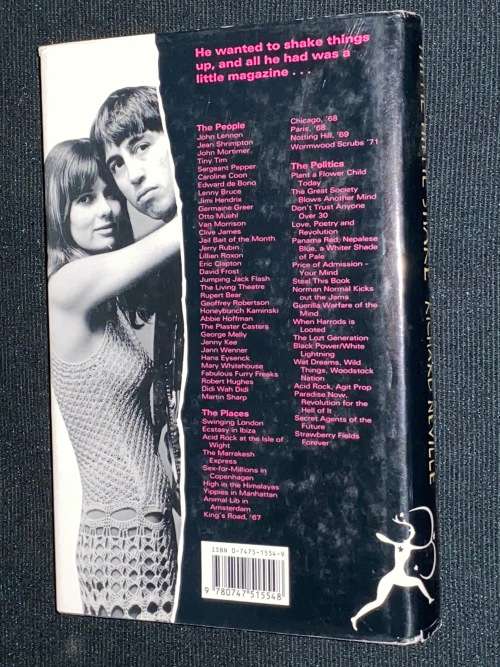 He wanted to shake things
up, and all he had was a
little magazine . . .
The People
John Lennon
Jean Shrimpton
John Mortimer
Tiny Tim
Sergeant Pepper
Caroline Coon
Edward de Bono
Lenny Bruce
Jimi Hendrix
Germaine Greer
Otto Muehl
Van Morrison
Clive James
Jail Bait of the Month
Jerry Rubin
Lillian Roxon
Eric Clapton
David Frost
Jumping Jack Flash
The Living Theatre
Rupert Bear
Geoffrey Robertson
Honeybunch Kaminski
Abbie Hoffman
The Plaster Casters
George Melly
Jenny Kee
Jann Wenner
Hans Eysenck
Mary Whitehouse
Fabulous Furry Freaks
Robert Hughes
Didi Wah Didi
Martin Sharp
The Places
Swinging London
Ecstasy in Ibiza
Acid Rock at the Isle of
Wight
The Marrakesh
Express
Sex-for-Millions in
Copenhagen
High in the Himalayas
Yippies in Manhattan
Animal Lib in
Amsterdam
King's Road, '67
Chicago, '68
Paris, '68
Notting Hill, '69
Wormwood Scrubs '71
The Politics
Plant a Flower Child
Today
The Great Society
Blows Another Mind
Don't Trust Anyone
Over 30
Love, Poetry and
Revolution
Panama Red, Nepalese
Blue, a Whiter Shade
of Pale
Price of Admission -
Your Mind
Steal This Book
Norman Normal Kicks
out the Jams
Guerilla Warfare of the
Mind
When Harrods is
Looted
The Lost Generation
Black Power/White
Lightning
Wet Dreams, Wild
Things, Woodstock
Nation
Acid Rock, Agit Prop
Paradise Now,
Revolution for the
Hell of It
Secret Agents of the
Future
Strawberry Fields
Forever
ISBN 0-7475-1554-9
9 780747 515548
SHAKE RICHARD NEVILLE